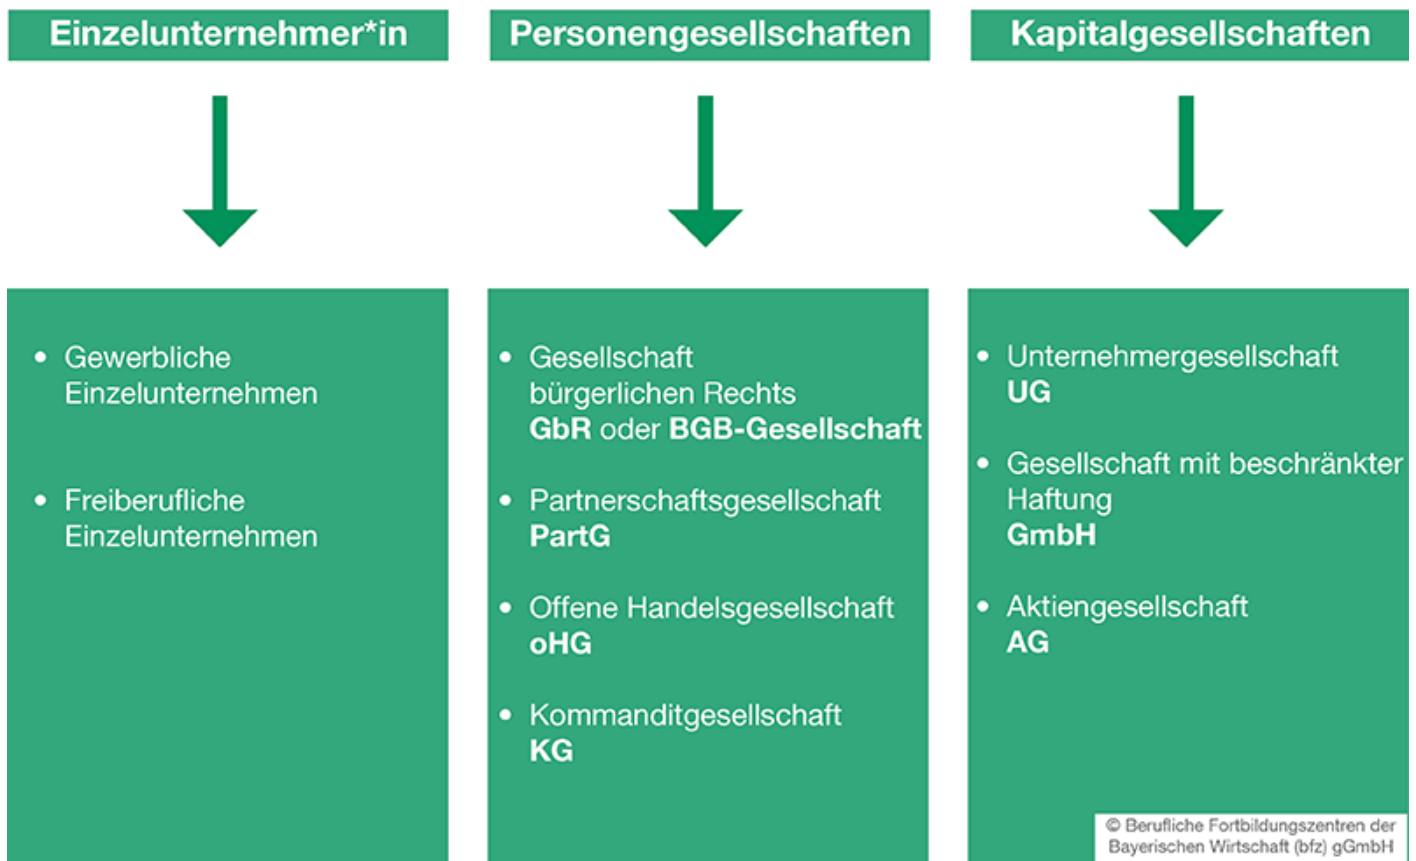 Einzelunternehmer*in
Personengesellschaften
Kapitalgesellschaften
• Gewerbliche
Einzelunternehmen
• Freiberufliche
Einzelunternehmen
• Gesellschaft
bürgerlichen Rechts
GbR oder BGB-Gesellschaft
• Partnerschaftsgesellschaft
PartG
• Offene Handelsgesellschaft
oHG
• Kommanditgesellschaft
KG
• Unternehmergesellschaft
UG
• Gesellschaft mit beschränkter
Haftung
GmbH
• Aktiengesellschaft
AG
© Berufliche Fortbildungszentren der
Bayerischen Wirtschaft (bfz) gGmbH